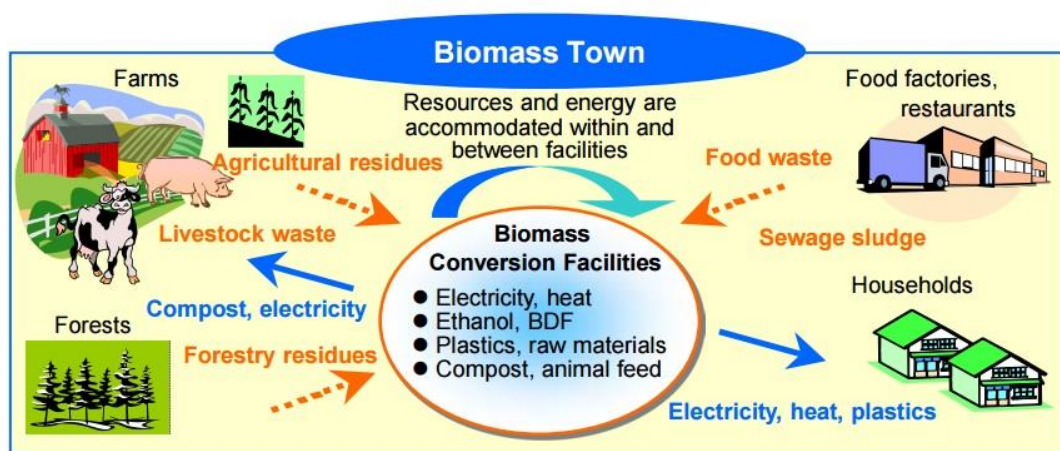 Biomass Town
Farms
Resources and energy are
accommodated within and
between facilities
Food factories,
restaurants
Agricultural residues
Food waste
Livestock waste
Sewage sludge
Biomass
Conversion Facilities
● Electricity, heat
● Ethanol, BDF
● Plastics, raw materials
● Compost, animal feed
Compost, electricity
Households
Forests
Forestry residues
Electricity, heat, plastics